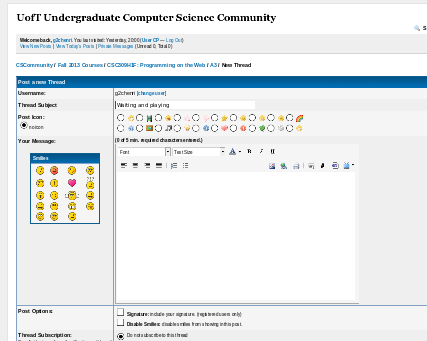 UofT Undergraduate Computer Science Community
Welcome back, g2cherri. You last visited: Yesterday, 20:00 (User CP — Log Out)
View New Posts | View Today's Posts | Private Messages (Unread 0, Total 0)
CSCommunity / Fall 2013 Courses / CSC309H1F: Programming on the Web / A3 / New Thread
Post a new Thread
Username: g2cherri [change user]
Thread Subject Waiting and playing
Post Icon:
no icon
Your Message: (0 of 5 min. required characters entered.)
Smilies
Font Text Size A B I U
Post Options: Signature: include your signature. (registered users only)
Disable Smilies: disables smilies from showing in this post.
Thread Subscription: Do not subscribe to this thread